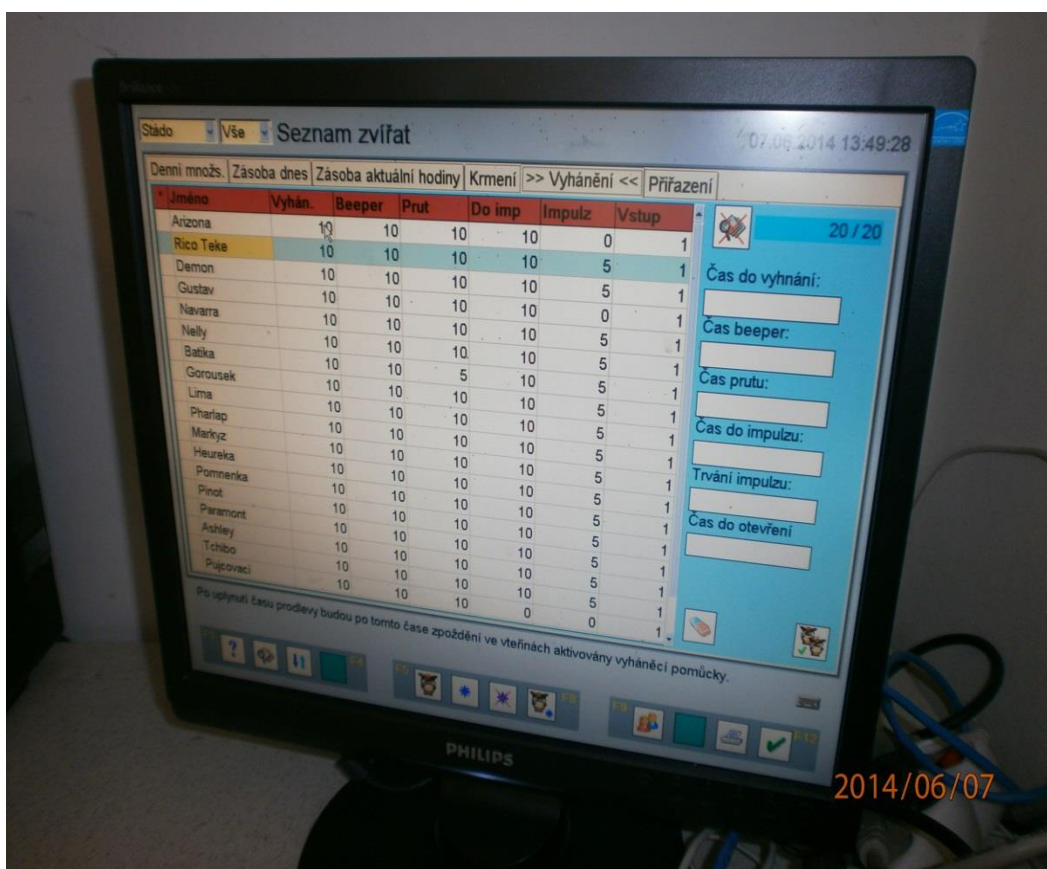 Brilliance
Stádo Vše Seznam zvířat 07.06.2014 13:49:28
Denní množs. Zásoba dnes Zásoba aktuální hodiny Krmení >> Vyhánění << Přiřazení
* Jméno Vyhán. Beeper Prut Do imp Impulz Vstup
Arizona 10 10 10 10 0 1
Rico Teke 10 10 10 10 5 1
Demon 10 10 10 10 5 1
Gustav 10 10 10 10 0 1
Navarra 10 10 10 10 5 1
Nelly 10 10 10 10 5 1
Batika 10 10 5 10 5 1
Gorousek 10 10 10 10 5 1
Lima 10 10 10 10 5 1
Pharlap 10 10 10 10 5 1
Markyz 10 10 10 10 5 1
Heureka 10 10 10 10 5 1
Pomnenka 10 10 10 10 5 1
Pinot 10 10 10 10 5 1
Paramont 10 10 10 10 5 1
Ashley 10 10 10 10 5 1
Tchibo 10 10 10 10 5 1
Pujcovaci 10 10 10 0 0 1
20 / 20
Čas do vyhnání:
Čas beeper:
Čas prutu:
Čas do impulzu:
Trvání impulzu:
Čas do otevření
Po uplynutí času prodlevy budou po tomto čase zpoždění ve vteřinách aktivovány vyháněcí pomůcky.
F1 ? F4 F5 F8 F9 F12
PHILIPS
2014/06/07